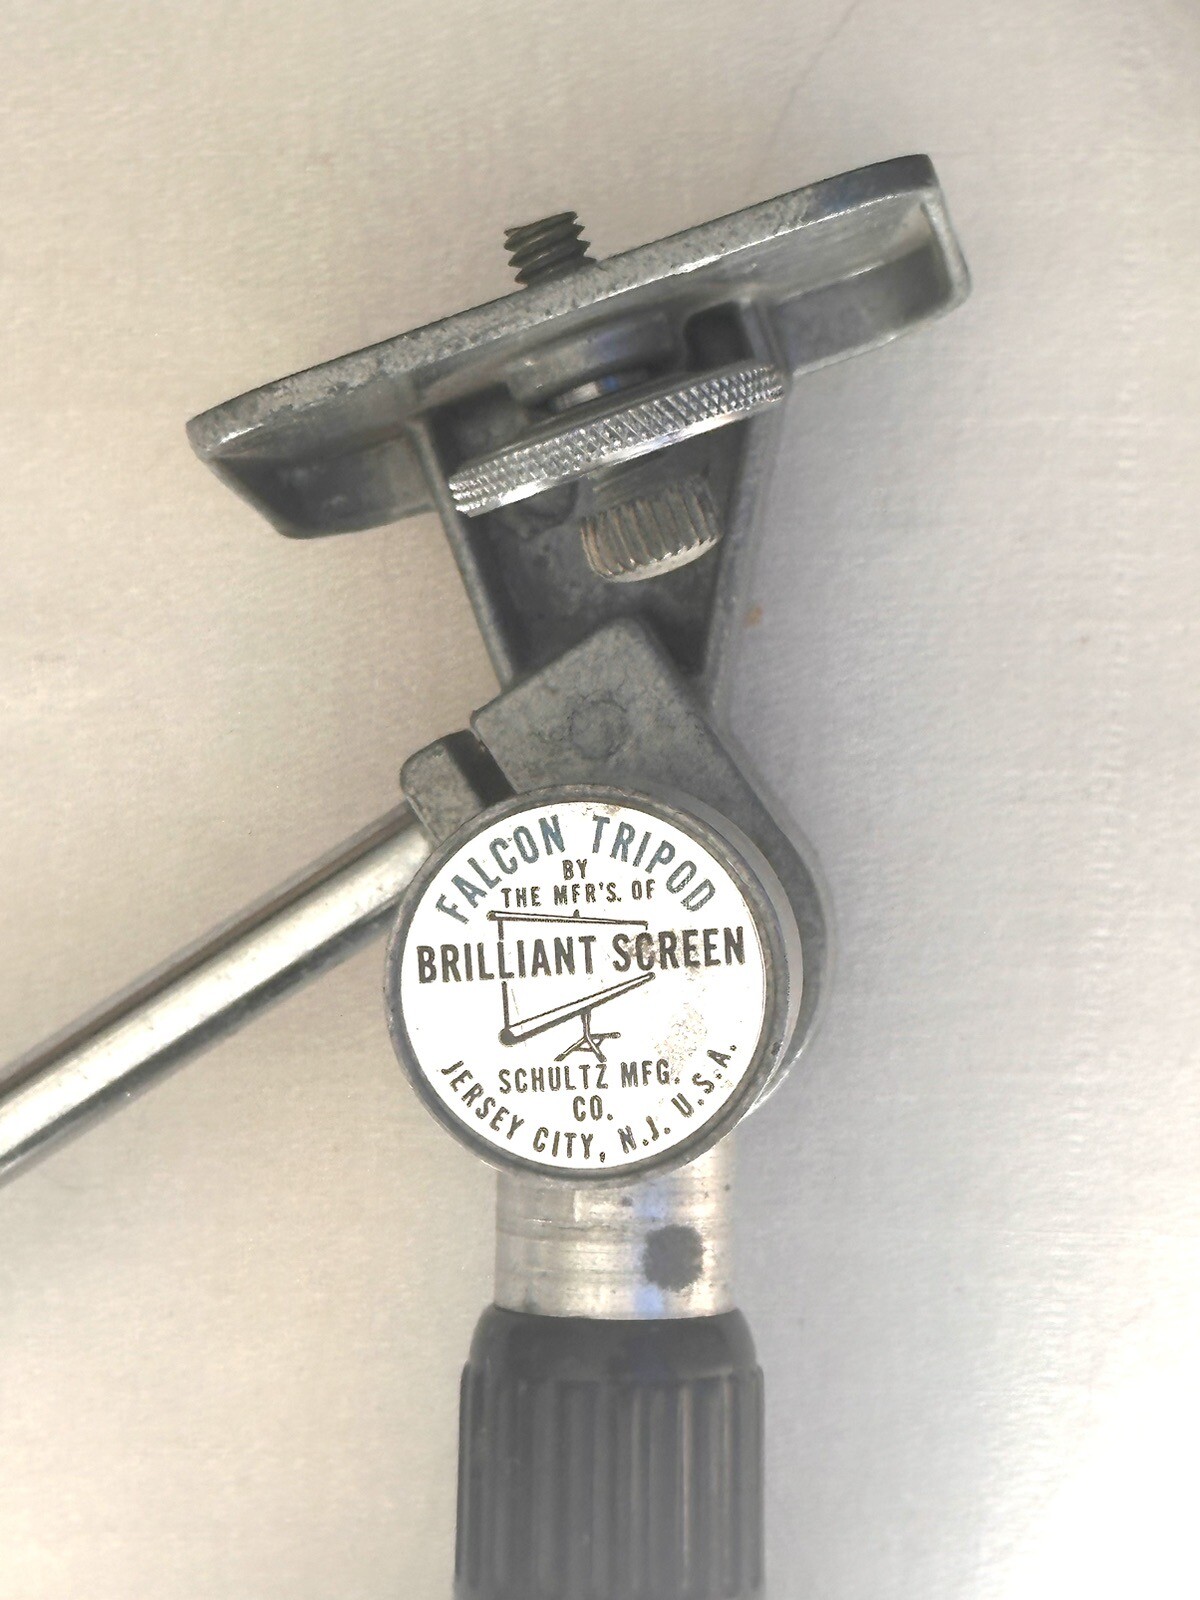 FALCON TRIPOD
BY
THE MFR'S. OF
BRILLIANT SCREEN
SCHULTZ MFG.
CO.
JERSEY CITY, N.J. U.S.A.